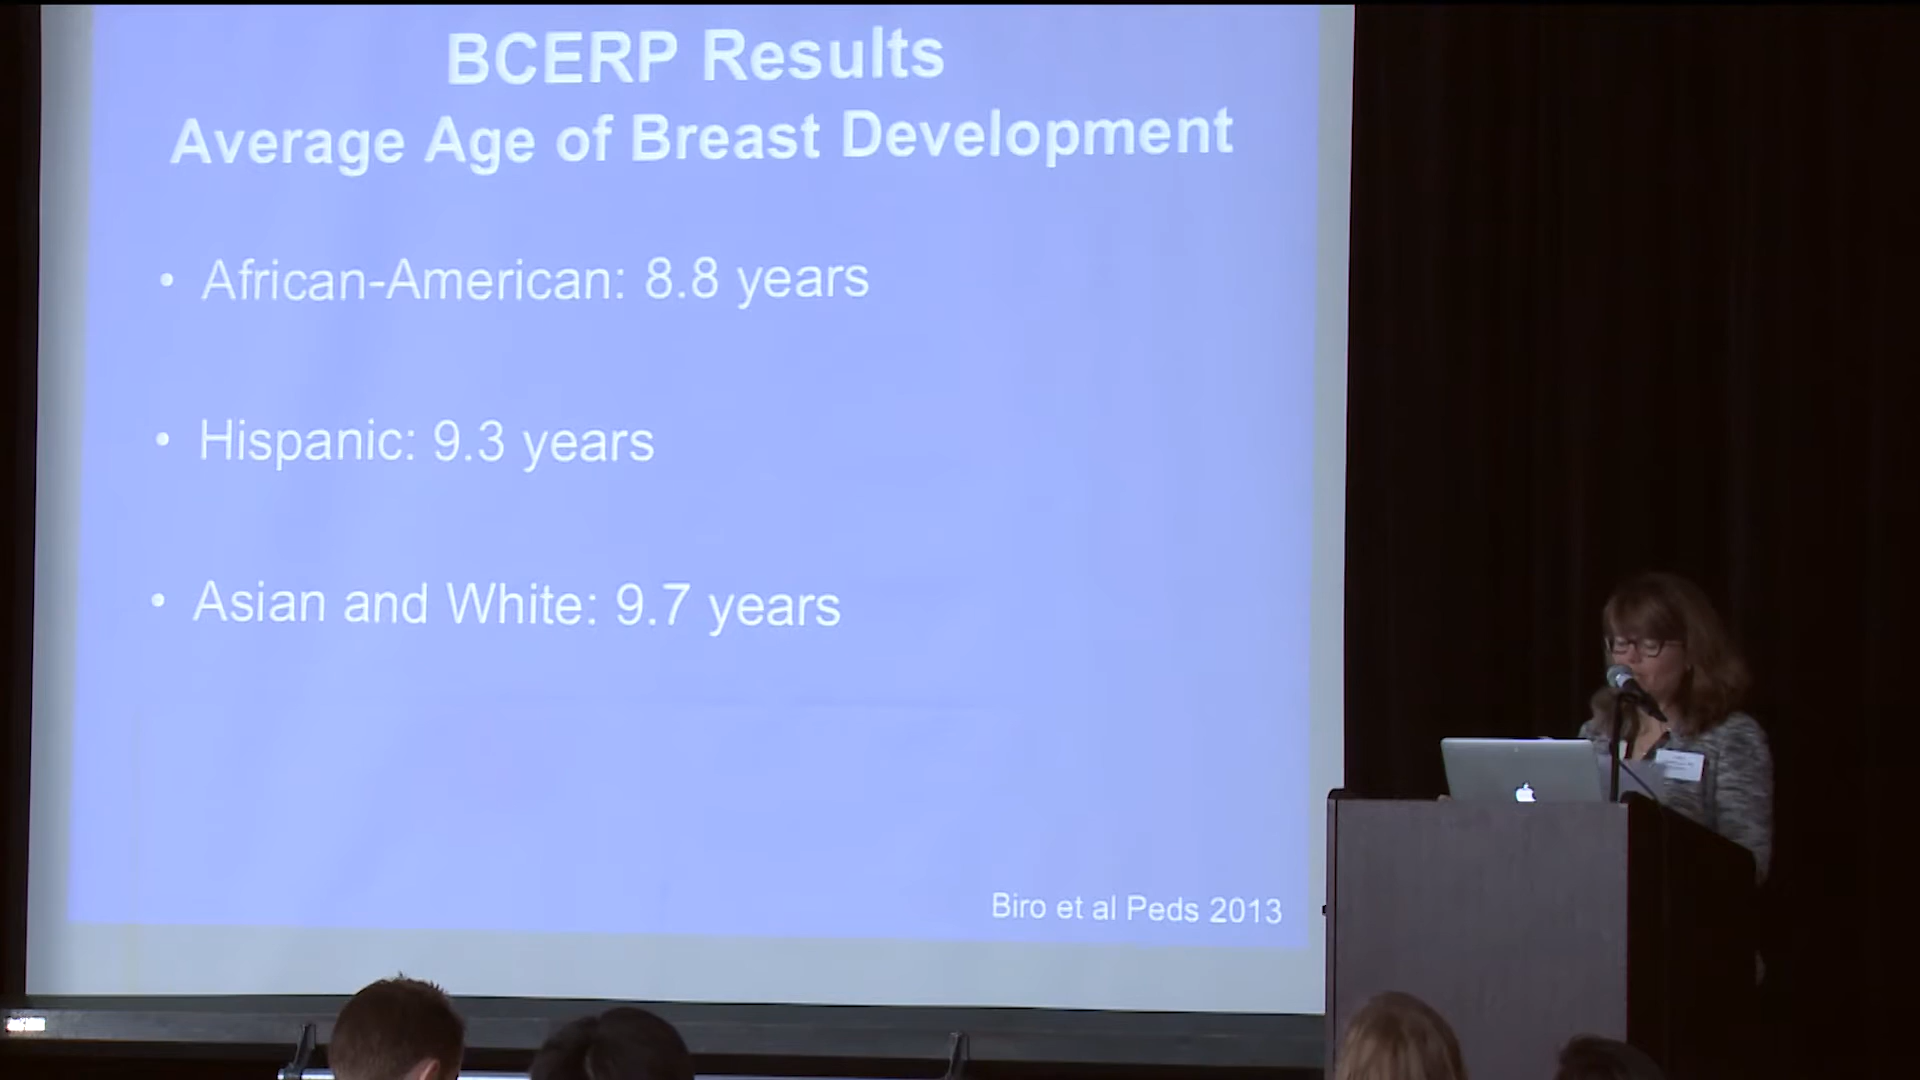 BCERP Results
Average Age of Breast Development
• African-American: 8.8 years
• Hispanic: 9.3 years
• Asian and White: 9.7 years
Biro et al Peds 2013